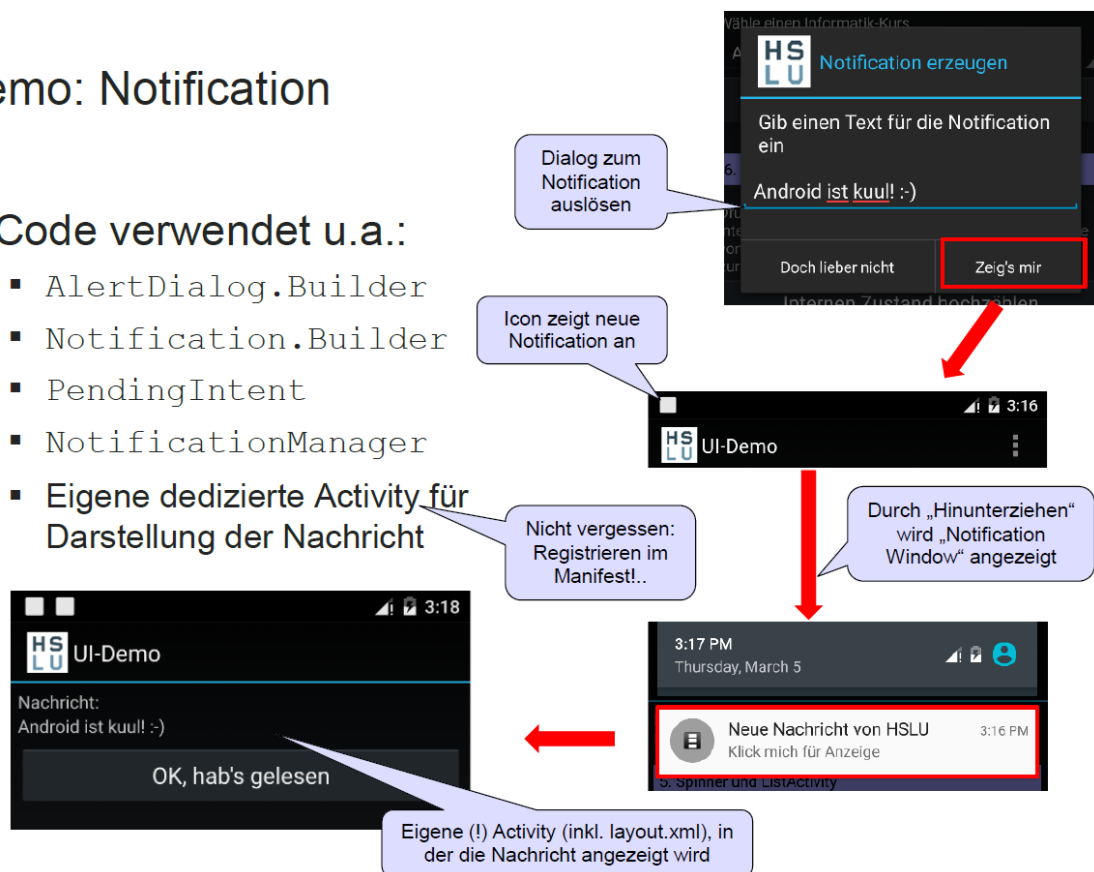 emo: Notification
Code verwendet u.a.:
▪ AlertDialog.Builder
▪ Notification.Builder
▪ PendingIntent
▪ NotificationManager
▪ Eigene dedizierte Activity für
Darstellung der Nachricht
Dialog zum
Notification
auslösen
Wähle einen Informatik-Kurs
HS
LU
Notification erzeugen
Gib einen Text für die Notification
ein
6.
Android ist kuul! :-)
Doch lieber nicht
Zeig's mir
Internen Zustand hochzählen
Icon zeigt neue
Notification an
3:16
HS
LU
UI-Demo
Nicht vergessen:
Registrieren im
Manifest!..
Durch „Hinunterziehen“
wird „Notification
Window“ angezeigt
3:17 PM
Thursday, March 5
Neue Nachricht von HSLU
3:16 PM
Klick mich für Anzeige
5. Spinner und ListActivity
3:18
HS
LU
UI-Demo
Nachricht:
Android ist kuul! :-)
OK, hab's gelesen
Eigene (!) Activity (inkl. layout.xml), in
der die Nachricht angezeigt wird